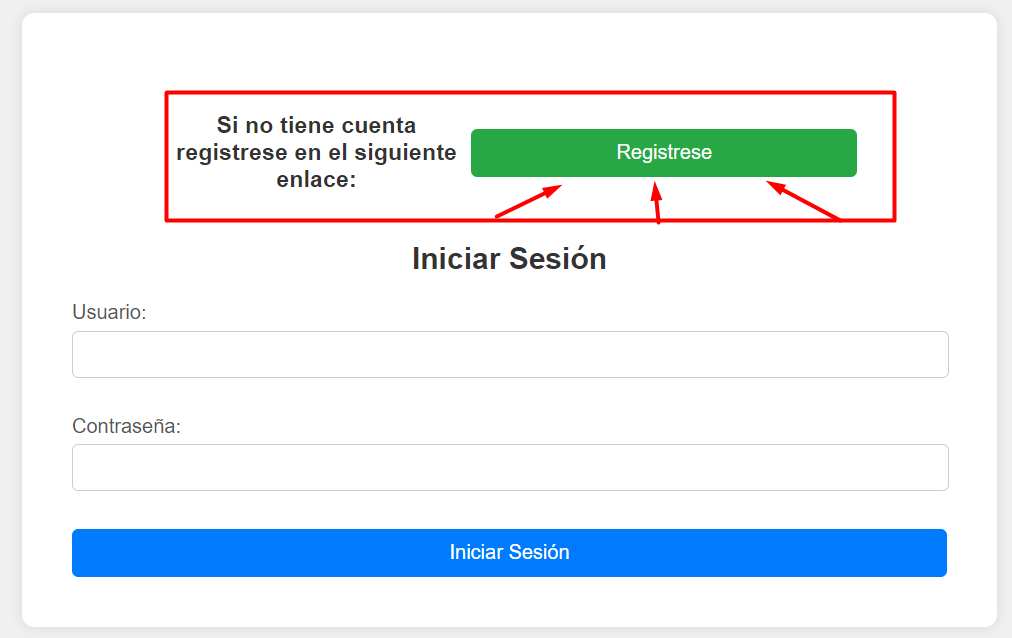 Si no tiene cuenta
registrese en el siguiente
enlace:
Registrese
Iniciar Sesión
Usuario:
Contraseña:
Iniciar Sesión